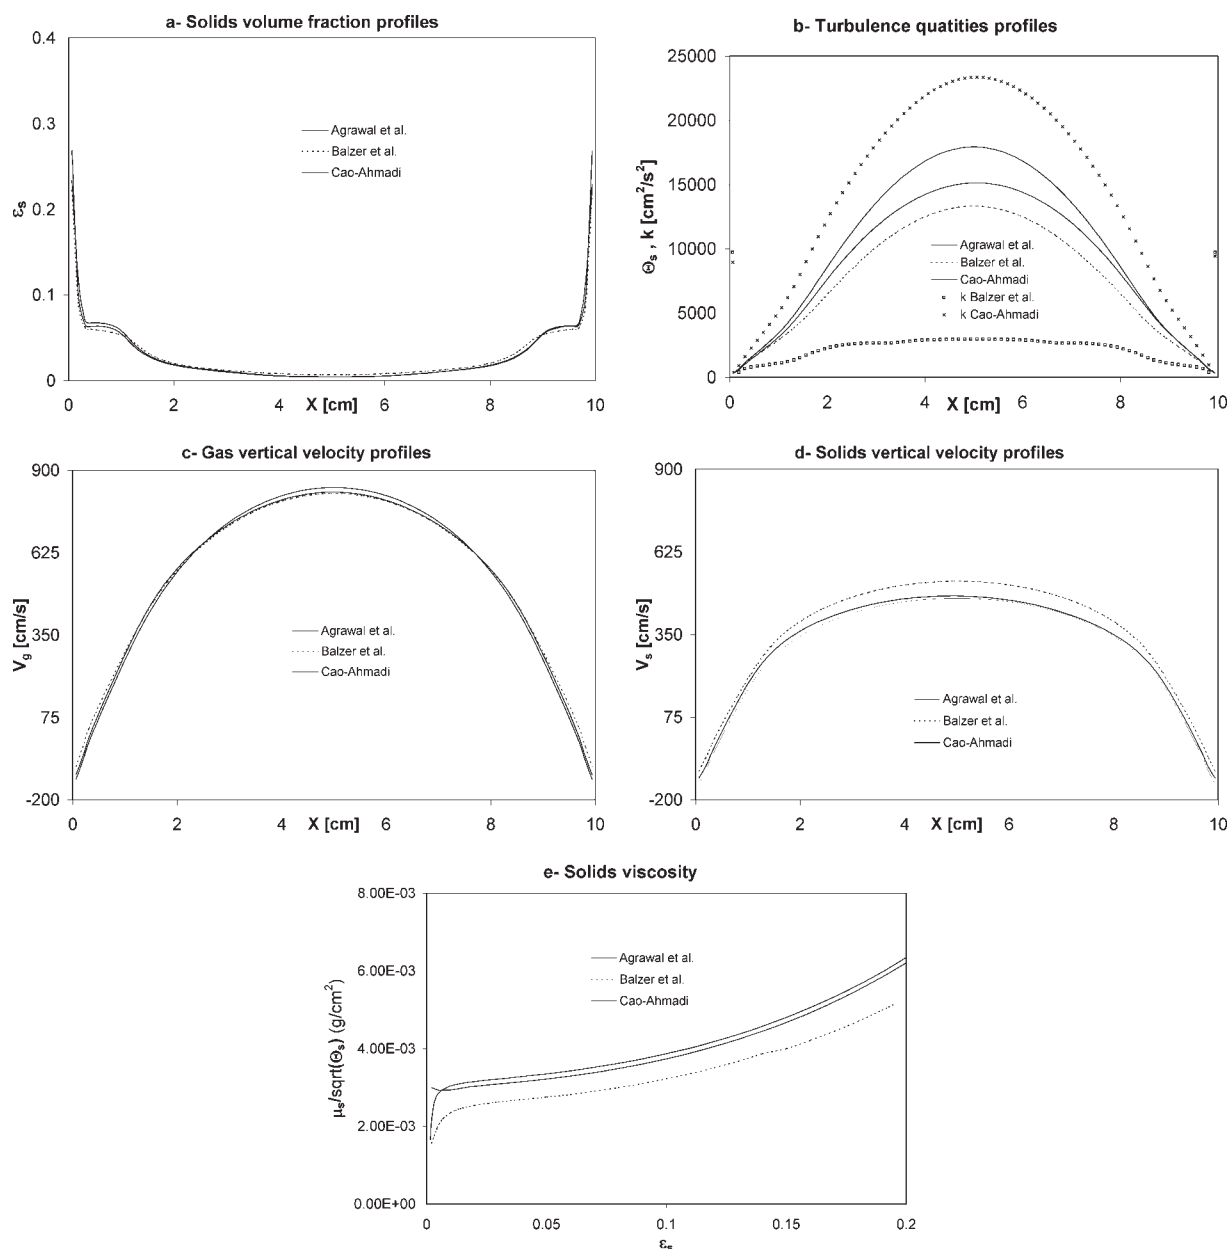 a- Solids volume fraction profiles
0.4
0.3
0.2
0.1
0
εs
Agrawal et al.
Balzer et al.
Cao-Ahmadi
0 2 4 6 8 10
X [cm]
b- Turbulence quatities profiles
25000
20000
15000
10000
5000
0
Θs , k [cm²/s²]
Agrawal et al.
Balzer et al.
Cao-Ahmadi
k Balzer et al.
k Cao-Ahmadi
0 2 4 6 8 10
X [cm]
c- Gas vertical velocity profiles
900
625
350
75
-200
Vg [cm/s]
Agrawal et al.
Balzer et al.
Cao-Ahmadi
0 2 4 6 8 10
X [cm]
d- Solids vertical velocity profiles
900
625
350
75
-200
Vs [cm/s]
Agrawal et al.
Balzer et al.
Cao-Ahmadi
0 2 4 6 8 10
X [cm]
e- Solids viscosity
8.00E-03
6.00E-03
4.00E-03
2.00E-03
0.00E+00
μs/sqrt(Θs) (g/cm²)
Agrawal et al.
Balzer et al.
Cao-Ahmadi
0 0.05 0.1 0.15 0.2
εs